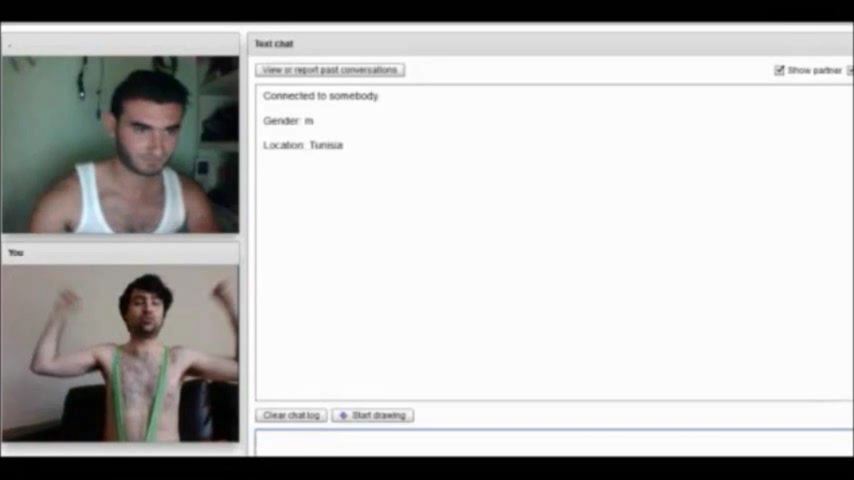 Text chat
View or report past conversations
Show partner
Connected to somebody
Gender: m
Location: Tunisia
You
Clear chat log
Start drawing